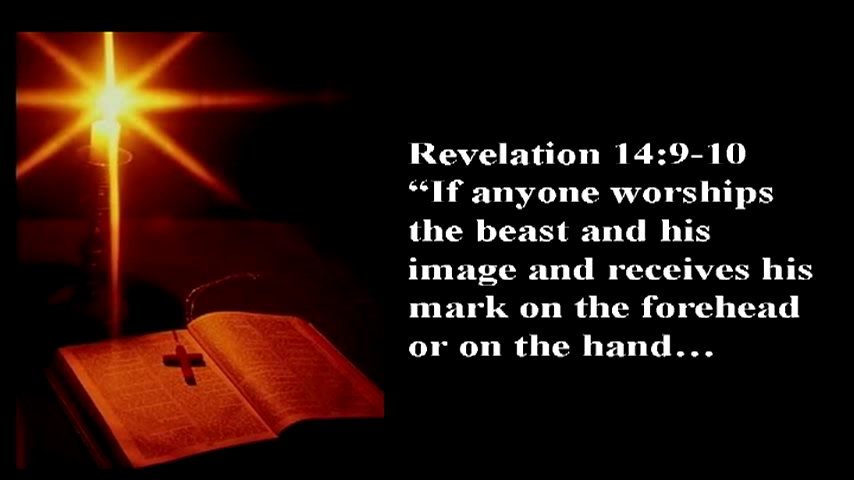 Revelation 14:9-10
“If anyone worships
the beast and his
image and receives his
mark on the forehead
or on the hand...